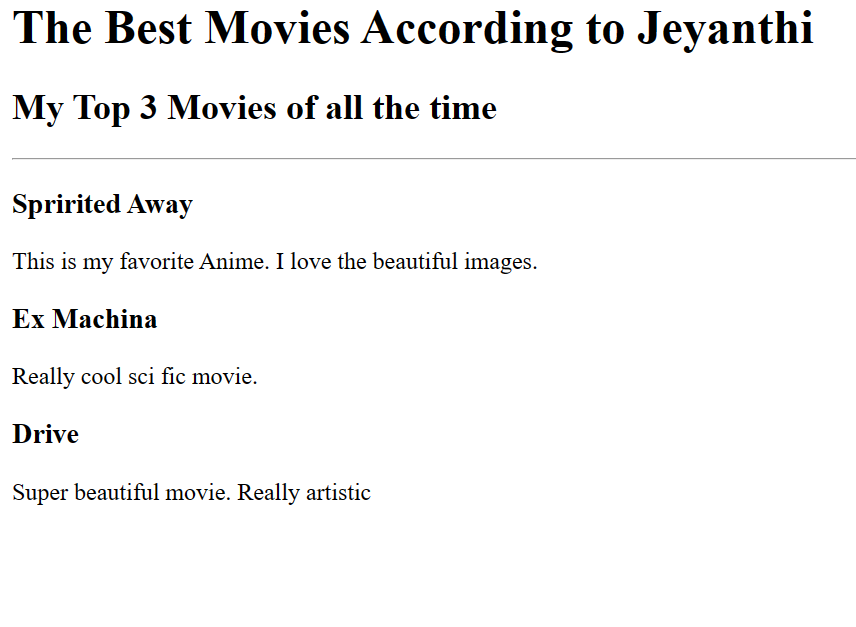 The Best Movies According to Jeyanthi
My Top 3 Movies of all the time
Spririted Away
This is my favorite Anime. I love the beautiful images.
Ex Machina
Really cool sci fic movie.
Drive
Super beautiful movie. Really artistic